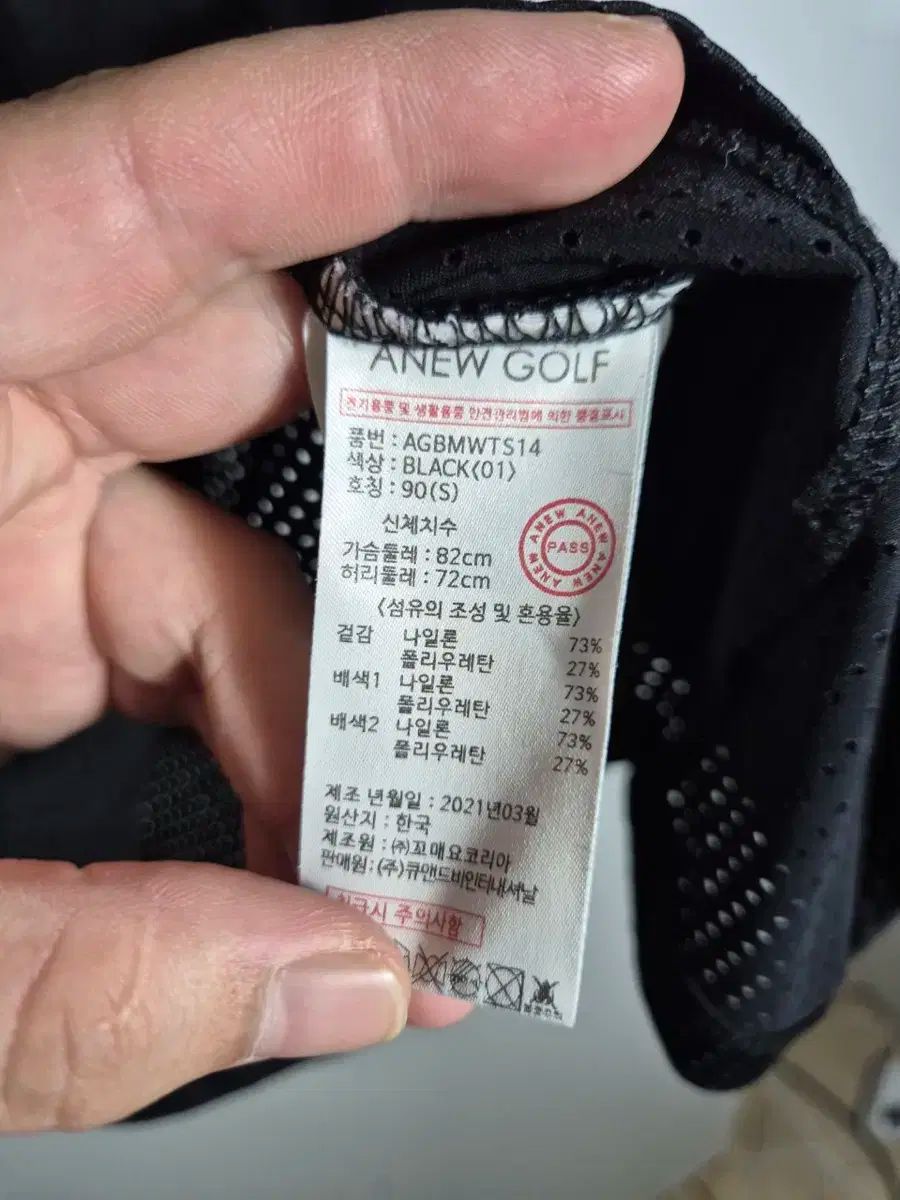 ANEW GOLF
전기용품 및 생활용품 안전관리법에 의한 품질표시
품번 : AGBMWTS14
색상 : BLACK(01)
호칭 : 90(S)
신체치수
가슴둘레 : 82cm
허리둘레 : 72cm
ANEW ANEW ANEW ANEW
PASS
〈섬유의 조성 및 혼용율〉
겉감 나일론 73%
폴리우레탄 27%
배색1 나일론 73%
폴리우레탄 27%
배색2 나일론 73%
폴리우레탄 27%
제조 년월일 : 2021년03월
원산지 : 한국
제조원 : ㈜꼬매요코리아
판매원 : (주)큐앤드비인터내셔날
취급시 주의사항